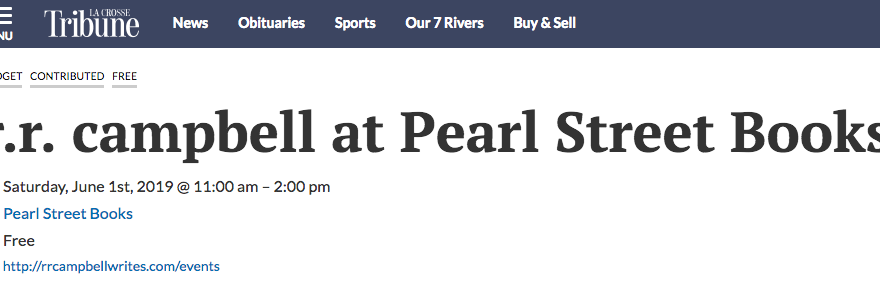 LA CROSSE
Tribune News Obituaries Sports Our 7 Rivers Buy & Sell
NU
DGET CONTRIBUTED FREE
r.r. campbell at Pearl Street Books
Saturday, June 1st, 2019 @ 11:00 am – 2:00 pm
Pearl Street Books
Free
http://rrcampbellwrites.com/events